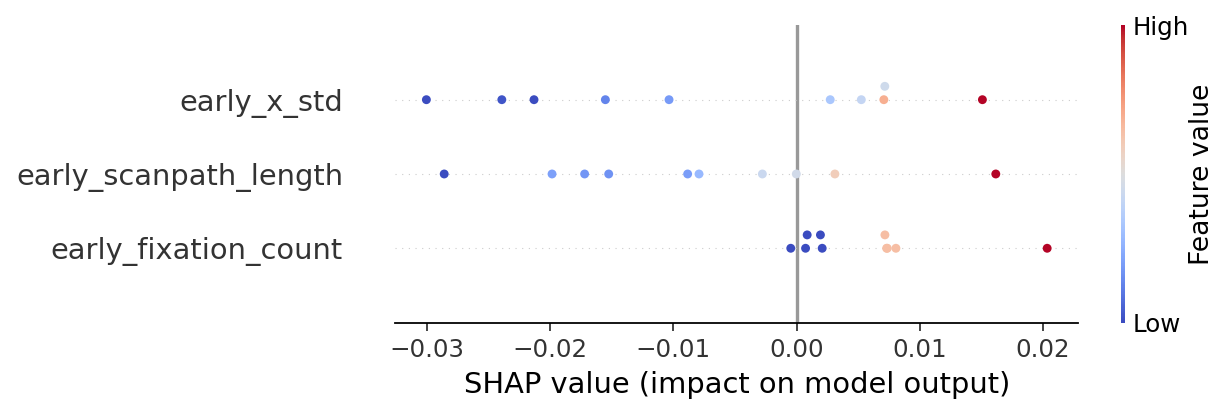 early_x_std
early_scanpath_length
early_fixation_count
−0.03 −0.02 −0.01 0.00 0.01 0.02
SHAP value (impact on model output)
High
Low
Feature value